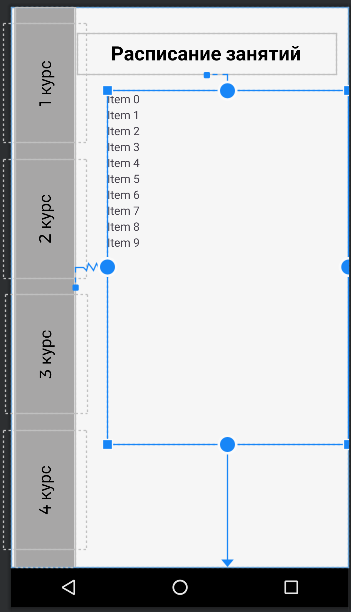 Расписание занятий
1 курс
2 курс
3 курс
4 курс
Item 0
Item 1
Item 2
Item 3
Item 4
Item 5
Item 6
Item 7
Item 8
Item 9